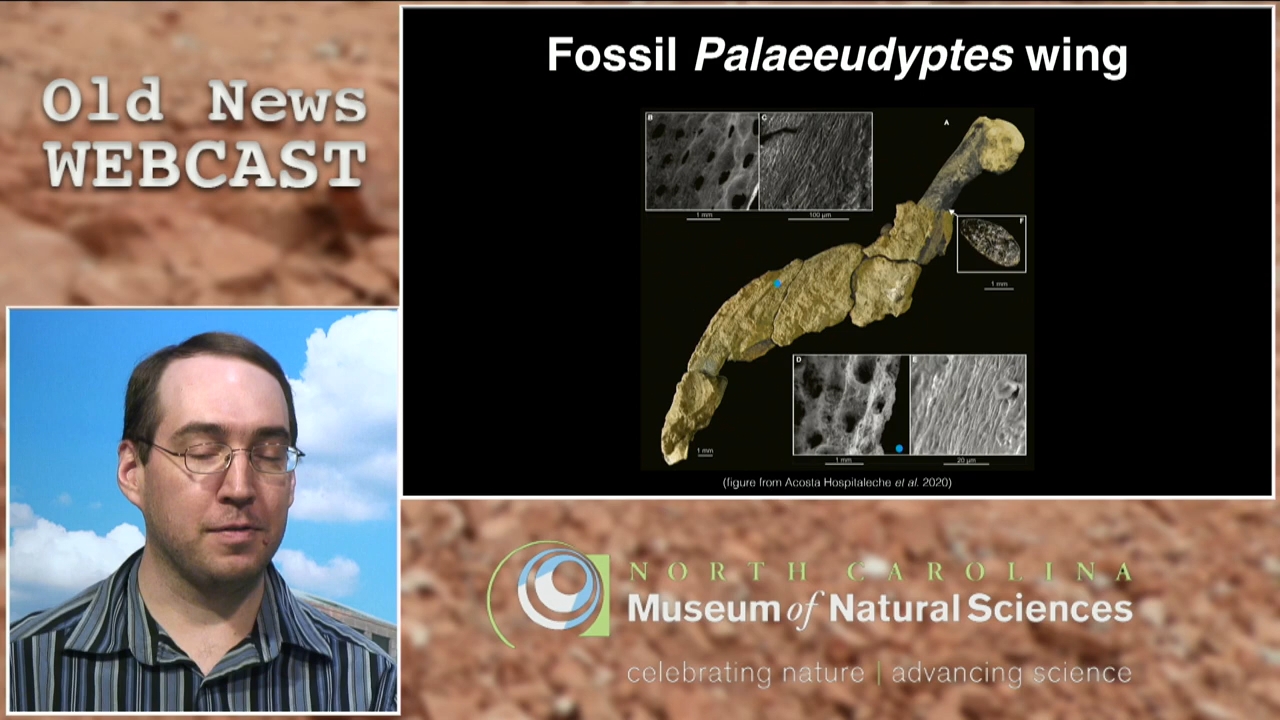 Old News
WEBCAST
Fossil Palaeeudyptes wing
B
C
A
1 mm
100 µm
F
1 mm
D
E
1 mm
1 mm
20 µm
(figure from Acosta Hospitaleche et al. 2020)
NORTH CAROLINA
Museum of Natural Sciences
celebrating nature | advancing science